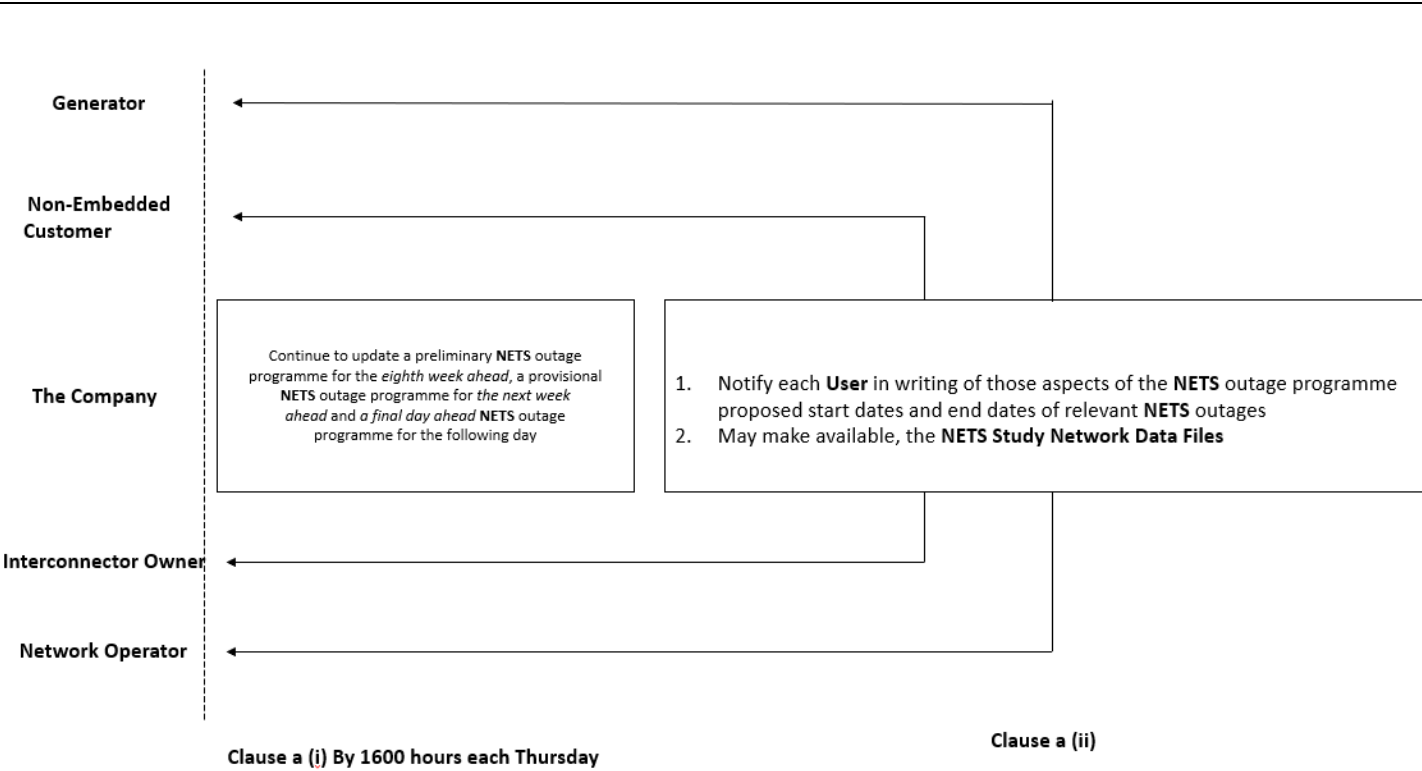 Generator
Non-Embedded
Customer
The Company
Continue to update a preliminary NETS outage
programme for the eighth week ahead, a provisional
NETS outage programme for the next week
ahead and a final day ahead NETS outage
programme for the following day
1. Notify each User in writing of those aspects of the NETS outage programme
proposed start dates and end dates of relevant NETS outages
2. May make available, the NETS Study Network Data Files
Interconnector Owner
Network Operator
Clause a (i) By 1600 hours each Thursday
Clause a (ii)